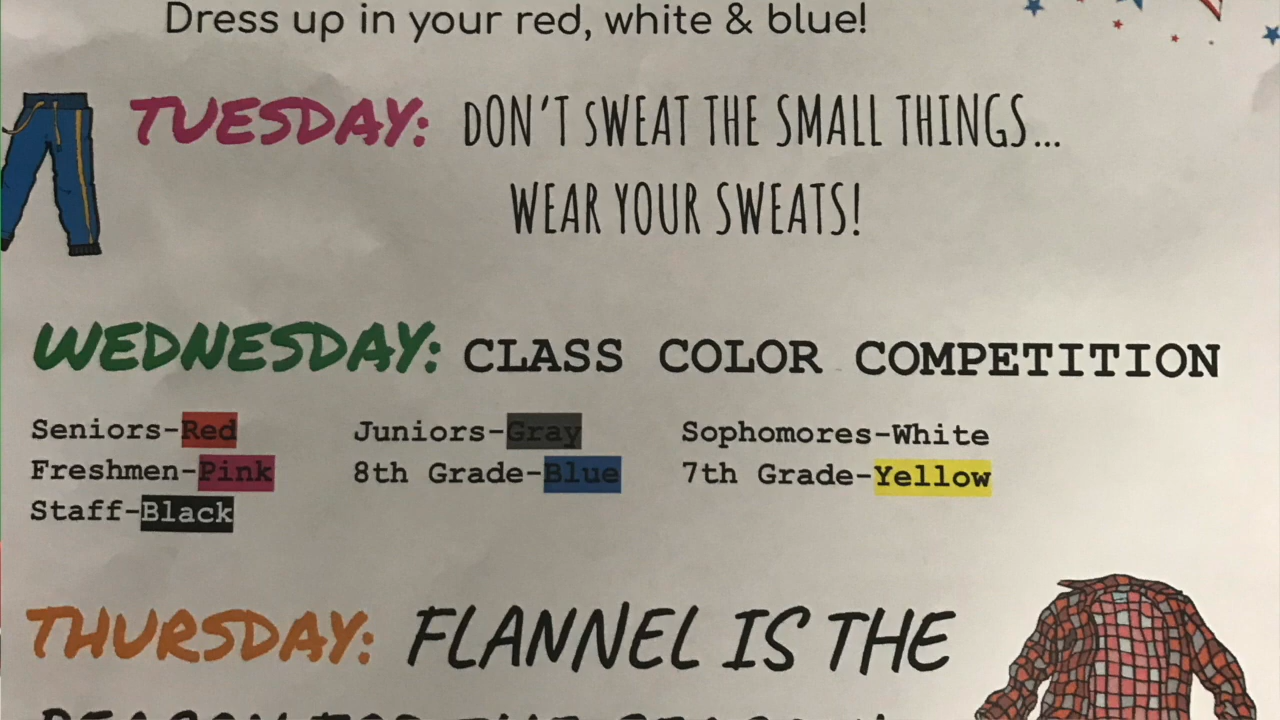 Dress up in your red, white & blue!
TUESDAY: DON'T SWEAT THE SMALL THINGS...
WEAR YOUR SWEATS!
WEDNESDAY: CLASS COLOR COMPETITION
Seniors-Red Juniors-Gray Sophomores-White
Freshmen-Pink 8th Grade-Blue 7th Grade-Yellow
Staff-Black
THURSDAY: FLANNEL IS THE